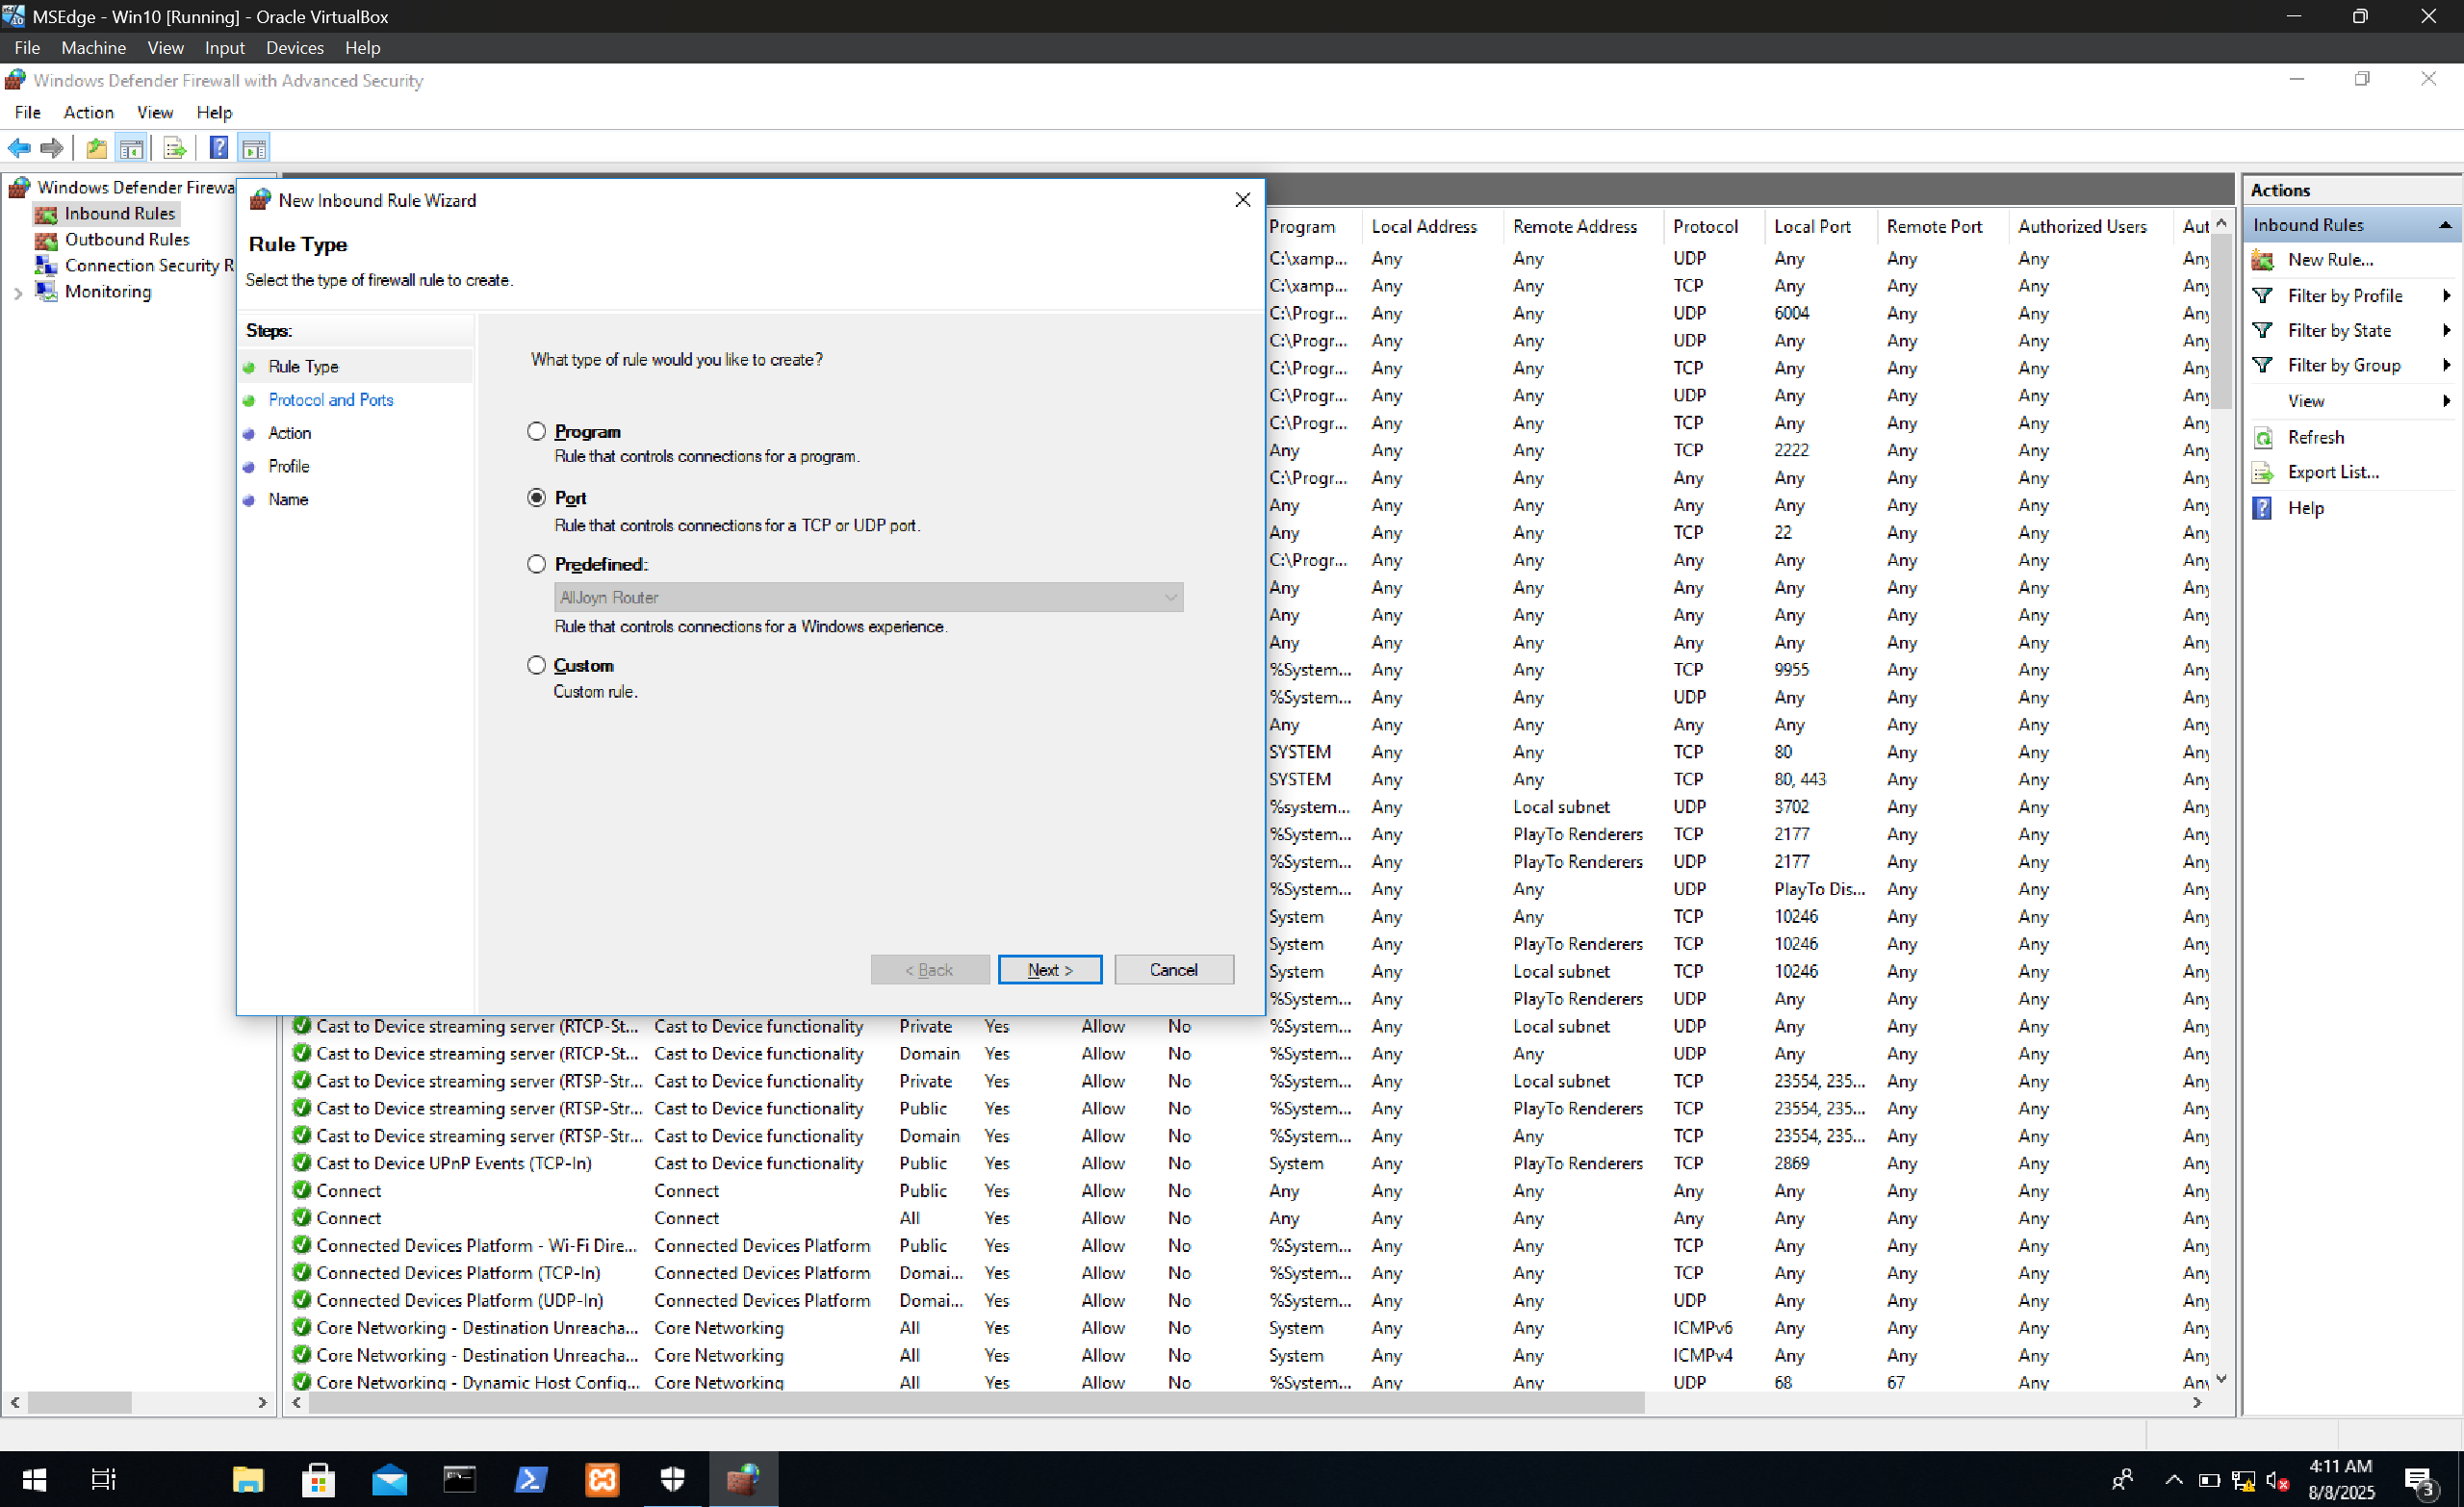 MSEdge - Win10 [Running] - Oracle VirtualBox
File Machine View Input Devices Help
Windows Defender Firewall with Advanced Security
File Action View Help
Windows Defender Firewa
Inbound Rules
Outbound Rules
Connection Security R
Monitoring
New Inbound Rule Wizard
Rule Type
Select the type of firewall rule to create.
Steps:
Rule Type
Protocol and Ports
Action
Profile
Name
What type of rule would you like to create?
Program
Rule that controls connections for a program.
Port
Rule that controls connections for a TCP or UDP port.
Predefined:
AllJoyn Router
Rule that controls connections for a Windows experience.
Custom
Custom rule.
< Back Next > Cancel
Program Local Address Remote Address Protocol Local Port Remote Port Authorized Users Aut
C:\xamp... Any Any UDP Any Any Any Any
C:\xamp... Any Any TCP Any Any Any Any
C:\Progr... Any Any UDP 6004 Any Any Any
C:\Progr... Any Any UDP Any Any Any Any
C:\Progr... Any Any TCP Any Any Any Any
C:\Progr... Any Any UDP Any Any Any Any
C:\Progr... Any Any TCP Any Any Any Any
Any Any Any TCP 2222 Any Any Any
C:\Progr... Any Any Any Any Any Any Any
Any Any Any Any Any Any Any Any
Any Any Any TCP 22 Any Any Any
C:\Progr... Any Any Any Any Any Any Any
Any Any Any Any Any Any Any Any
Any Any Any Any Any Any Any Any
Any Any Any Any Any Any Any Any
%System... Any Any TCP 9955 Any Any Any
%System... Any Any UDP Any Any Any Any
Any Any Any Any Any Any Any Any
SYSTEM Any Any TCP 80 Any Any Any
SYSTEM Any Any TCP 80, 443 Any Any Any
%system... Any Local subnet UDP 3702 Any Any Any
%System... Any PlayTo Renderers TCP 2177 Any Any Any
%System... Any PlayTo Renderers UDP 2177 Any Any Any
%System... Any Any UDP PlayTo Dis... Any Any Any
System Any Any TCP 10246 Any Any Any
System Any PlayTo Renderers TCP 10246 Any Any Any
System Any Local subnet TCP 10246 Any Any Any
%System... Any PlayTo Renderers UDP Any Any Any Any
Cast to Device streaming server (RTCP-St... Cast to Device functionality Private Yes Allow No %System... Any Local subnet UDP Any Any Any Any
Cast to Device streaming server (RTCP-St... Cast to Device functionality Domain Yes Allow No %System... Any Any UDP Any Any Any Any
Cast to Device streaming server (RTSP-Str... Cast to Device functionality Private Yes Allow No %System... Any Local subnet TCP 23554, 235... Any Any Any
Cast to Device streaming server (RTSP-Str... Cast to Device functionality Public Yes Allow No %System... Any PlayTo Renderers TCP 23554, 235... Any Any Any
Cast to Device streaming server (RTSP-Str... Cast to Device functionality Domain Yes Allow No %System... Any Any TCP 23554, 235... Any Any Any
Cast to Device UPnP Events (TCP-In) Cast to Device functionality Public Yes Allow No System Any PlayTo Renderers TCP 2869 Any Any Any
Connect Connect Public Yes Allow No Any Any Any Any Any Any Any Any
Connect Connect All Yes Allow No Any Any Any Any Any Any Any Any
Connected Devices Platform - Wi-Fi Dire... Connected Devices Platform Public Yes Allow No %System... Any Any TCP Any Any Any Any
Connected Devices Platform (TCP-In) Connected Devices Platform Domai... Yes Allow No %System... Any Any TCP Any Any Any Any
Connected Devices Platform (UDP-In) Connected Devices Platform Domai... Yes Allow No %System... Any Any UDP Any Any Any Any
Core Networking - Destination Unreacha... Core Networking All Yes Allow No System Any Any ICMPv6 Any Any Any Any
Core Networking - Destination Unreacha... Core Networking All Yes Allow No System Any Any ICMPv4 Any Any Any Any
Core Networking - Dynamic Host Config... Core Networking All Yes Allow No %System... Any Any UDP 68 67 Any Any
Actions
Inbound Rules
New Rule...
Filter by Profile
Filter by State
Filter by Group
View
Refresh
Export List...
Help
4:11 AM
8/8/2025
3